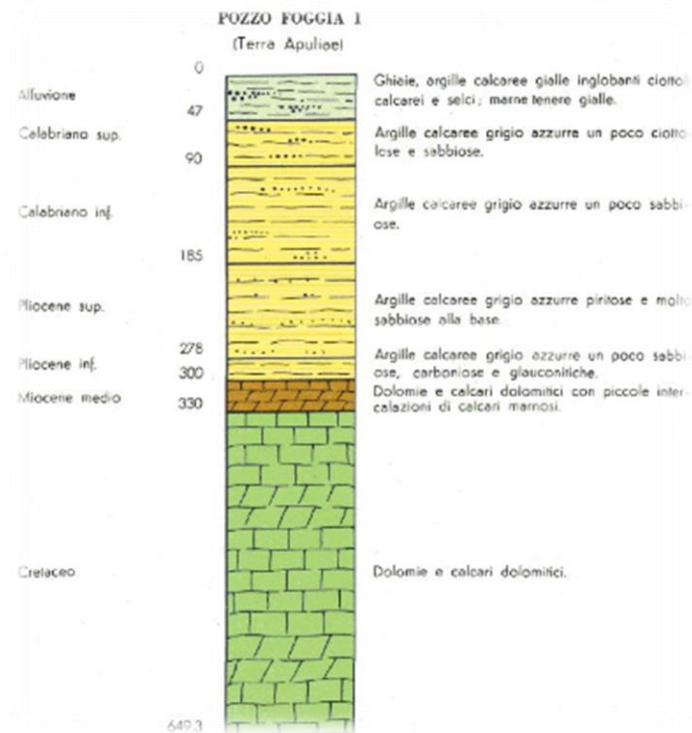 POZZO FOGGIA 1
(Terra Apuliae)
0
Alluvione
47
Ghiaie, argille calcaree gialle inglobanti
calcarei e selci; marne tenere gialle.
Calabriano sup.
90
Argille calcaree grigio azzurre un poco
lose e sabbiose.
Calabriano inf.
185
Argille calcaree grigio azzurre un poco sabbi-
ose.
Pliocene sup.
278
Argille calcaree grigio azzurre piritose e molto
sabbiose alla base.
Pliocene inf.
300
Argille calcaree grigio azzurre un poco sabbi-
ose, carboniose e glauconitiche.
Miocene medio
330
Dolomie e calcari dolomitici con piccole inter-
calazioni di calcari marnosi.
Cretaceo
Dolomie e calcari dolomitici.
649,3